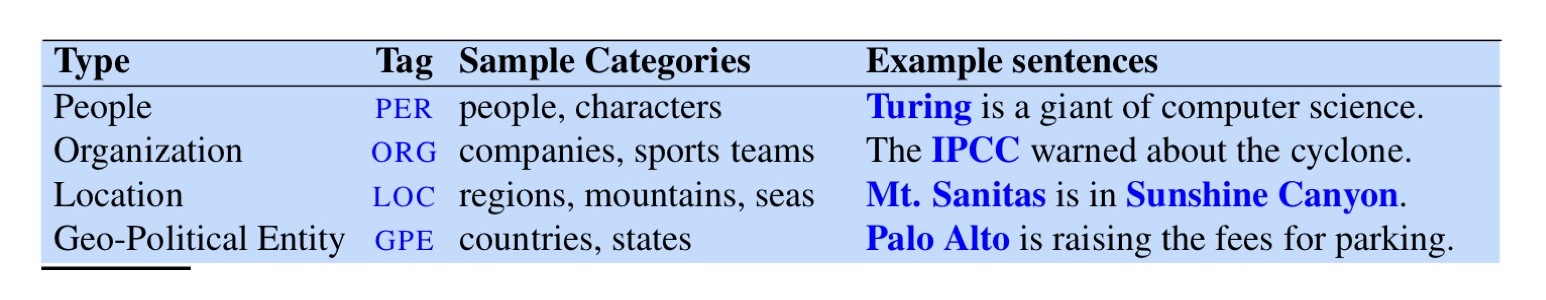 Type Tag Sample Categories Example sentences
People PER people, characters Turing is a giant of computer science.
Organization ORG companies, sports teams The IPCC warned about the cyclone.
Location LOC regions, mountains, seas Mt. Sanitas is in Sunshine Canyon.
Geo-Political Entity GPE countries, states Palo Alto is raising the fees for parking.